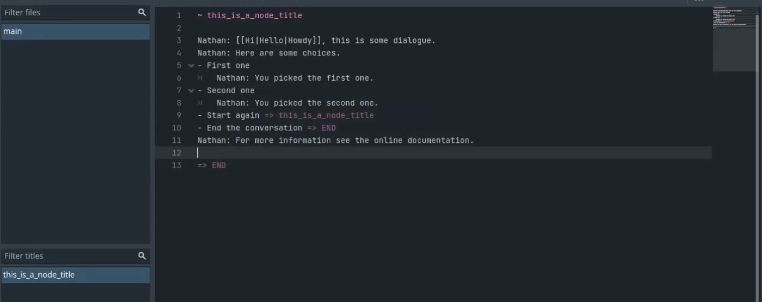 Filter files
main
Filter titles
this_is_a_node_title
1 ~ this_is_a_node_title
2
3 Nathan: [[Hi|Hello|Howdy]], this is some dialogue.
4 Nathan: Here are some choices.
5 - First one
6 Nathan: You picked the first one.
7 - Second one
8 Nathan: You picked the second one.
9 - Start again => this_is_a_node_title
10 - End the conversation => END
11 Nathan: For more information see the online documentation.
12
13 => END